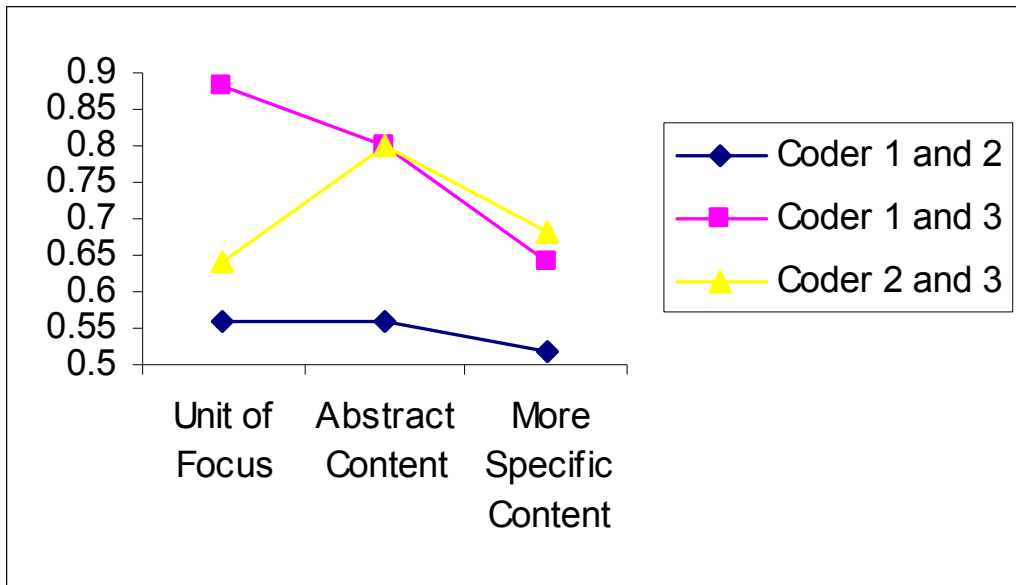 0.9
0.85
0.8
0.75
0.7
0.65
0.6
0.55
0.5
Unit of
Focus
Abstract
Content
More
Specific
Content
Coder 1 and 2
Coder 1 and 3
Coder 2 and 3